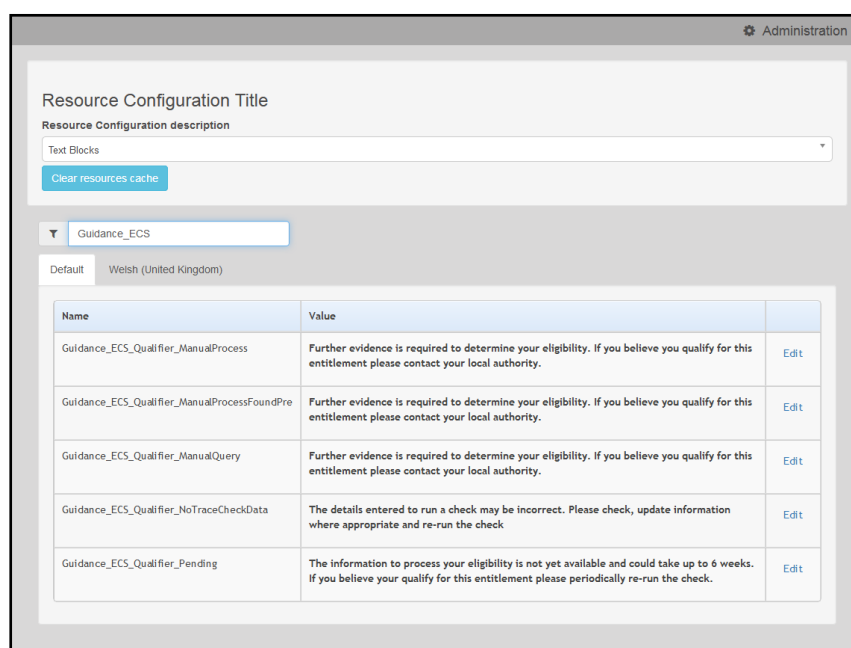 Administration
Resource Configuration Title
Resource Configuration description
Text Blocks
Clear resources cache
Guidance_ECS
Default Welsh (United Kingdom)
Name Value
Guidance_ECS_Qualifier_ManualProcess Further evidence is required to determine your eligibility. If you believe you qualify for this
entitlement please contact your local authority. Edit
Guidance_ECS_Qualifier_ManualProcessFoundPre Further evidence is required to determine your eligibility. If you believe you qualify for this
entitlement please contact your local authority. Edit
Guidance_ECS_Qualifier_ManualQuery Further evidence is required to determine your eligibility. If you believe you qualify for this
entitlement please contact your local authority. Edit
Guidance_ECS_Qualifier_NoTraceCheckData The details entered to run a check may be incorrect. Please check, update information
where appropriate and re-run the check Edit
Guidance_ECS_Qualifier_Pending The information to process your eligibility is not yet available and could take up to 6 weeks.
If you believe your qualify for this entitlement please periodically re-run the check. Edit